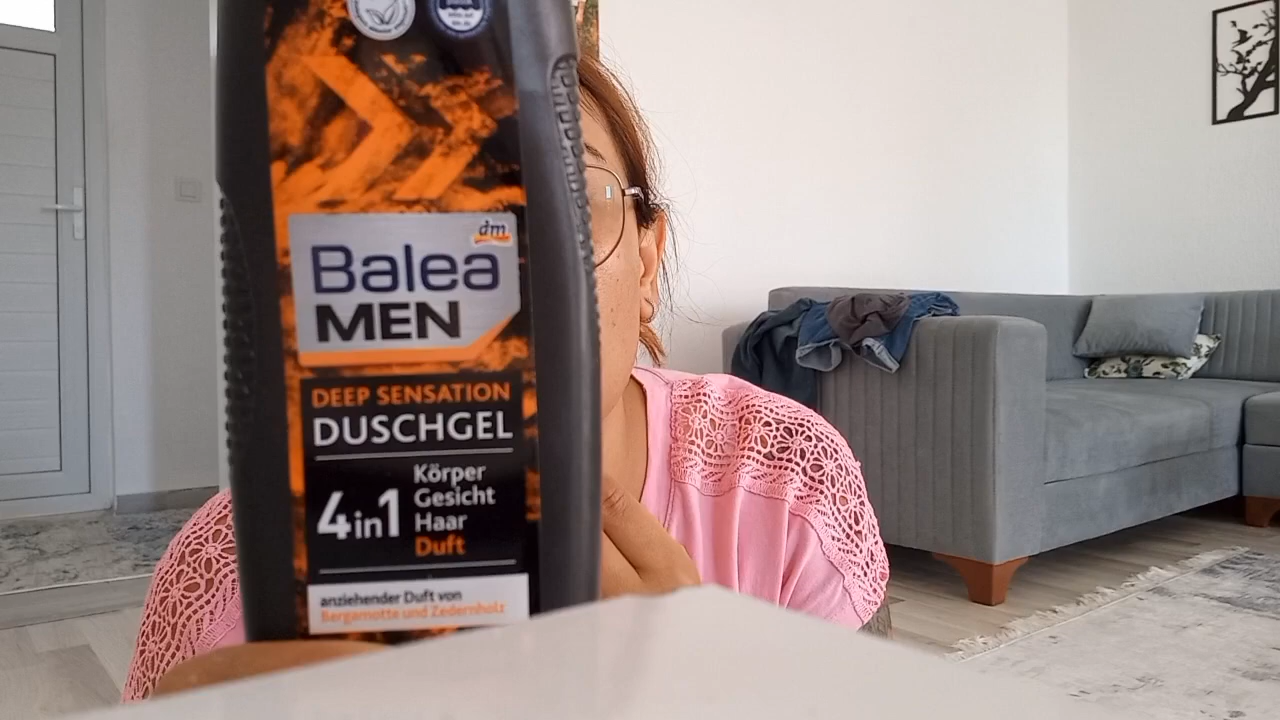 dm
Balea
MEN
DEEP SENSATION
DUSCHGEL
4in1
Körper
Gesicht
Haar
Duft
anziehender Duft von
Bergamotte und Zedernholz